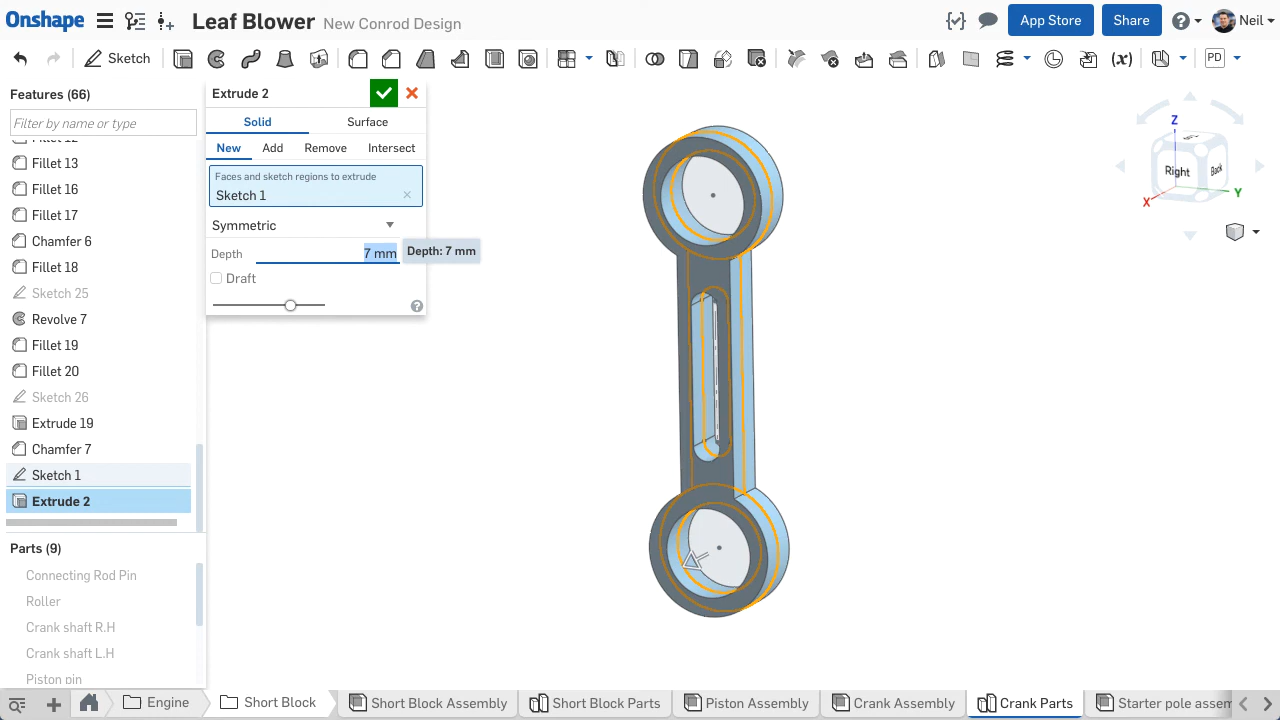 Onshape
Leaf Blower New Conrod Design
App Store
Share
Neil
Sketch
(x)
PD
Features (66)
Filter by name or type
Fillet 12
Fillet 13
Fillet 16
Fillet 17
Chamfer 6
Fillet 18
Sketch 25
Revolve 7
Fillet 19
Fillet 20
Sketch 26
Extrude 19
Chamfer 7
Sketch 1
Extrude 2
Parts (9)
Connecting Rod Pin
Roller
Crank shaft R.H
Crank shaft L.H
Piston pin
Extrude 2
Solid Surface
New Add Remove Intersect
Faces and sketch regions to extrude
Sketch 1
Symmetric
Depth 7 mm
Depth: 7 mm
Draft
Z
Right
Back
X
Y
Engine
Short Block
Short Block Assembly
Short Block Parts
Piston Assembly
Crank Assembly
Crank Parts
Starter pole assem